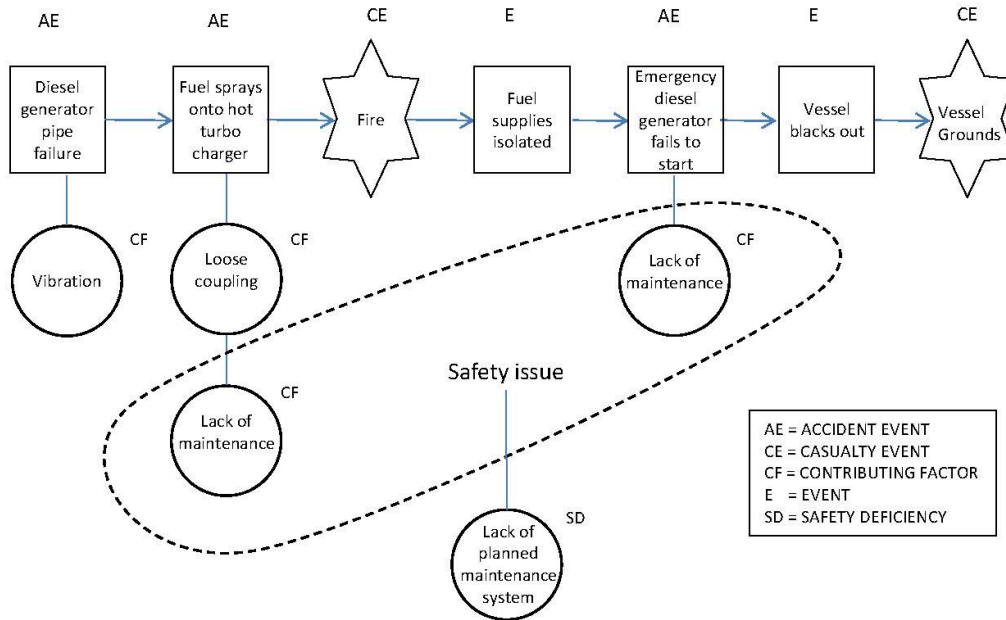 AE
AE
CE
E
AE
E
CE
Diesel
generator
pipe
failure
Fuel sprays
onto hot
turbo
charger
Fire
Fuel
supplies
isolated
Emergency
diesel
generator
fails to
start
Vessel
blacks out
Vessel
Grounds
CF
Vibration
CF
Loose
coupling
CF
Lack of
maintenance
Safety issue
CF
Lack of
maintenance
SD
Lack of
planned
maintenance
system
AE = ACCIDENT EVENT
CE = CASUALTY EVENT
CF = CONTRIBUTING FACTOR
E = EVENT
SD = SAFETY DEFICIENCY